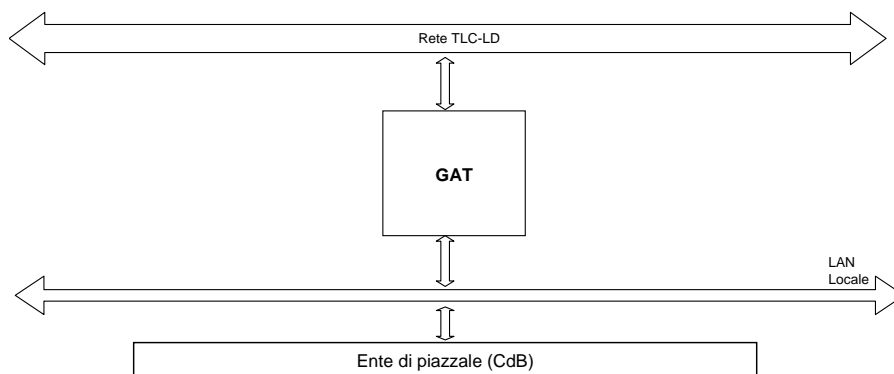 Rete TLC-LD
GAT
LAN
Locale
Ente di piazzale (CdB)